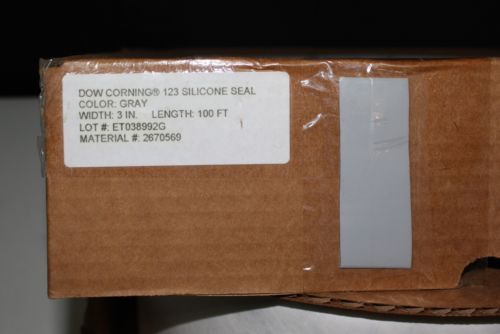 DOW CORNING® 123 SILICONE SEAL
COLOR: GRAY
WIDTH: 3 IN. LENGTH: 100 FT
LOT #: ET038992G
MATERIAL #: 2670569